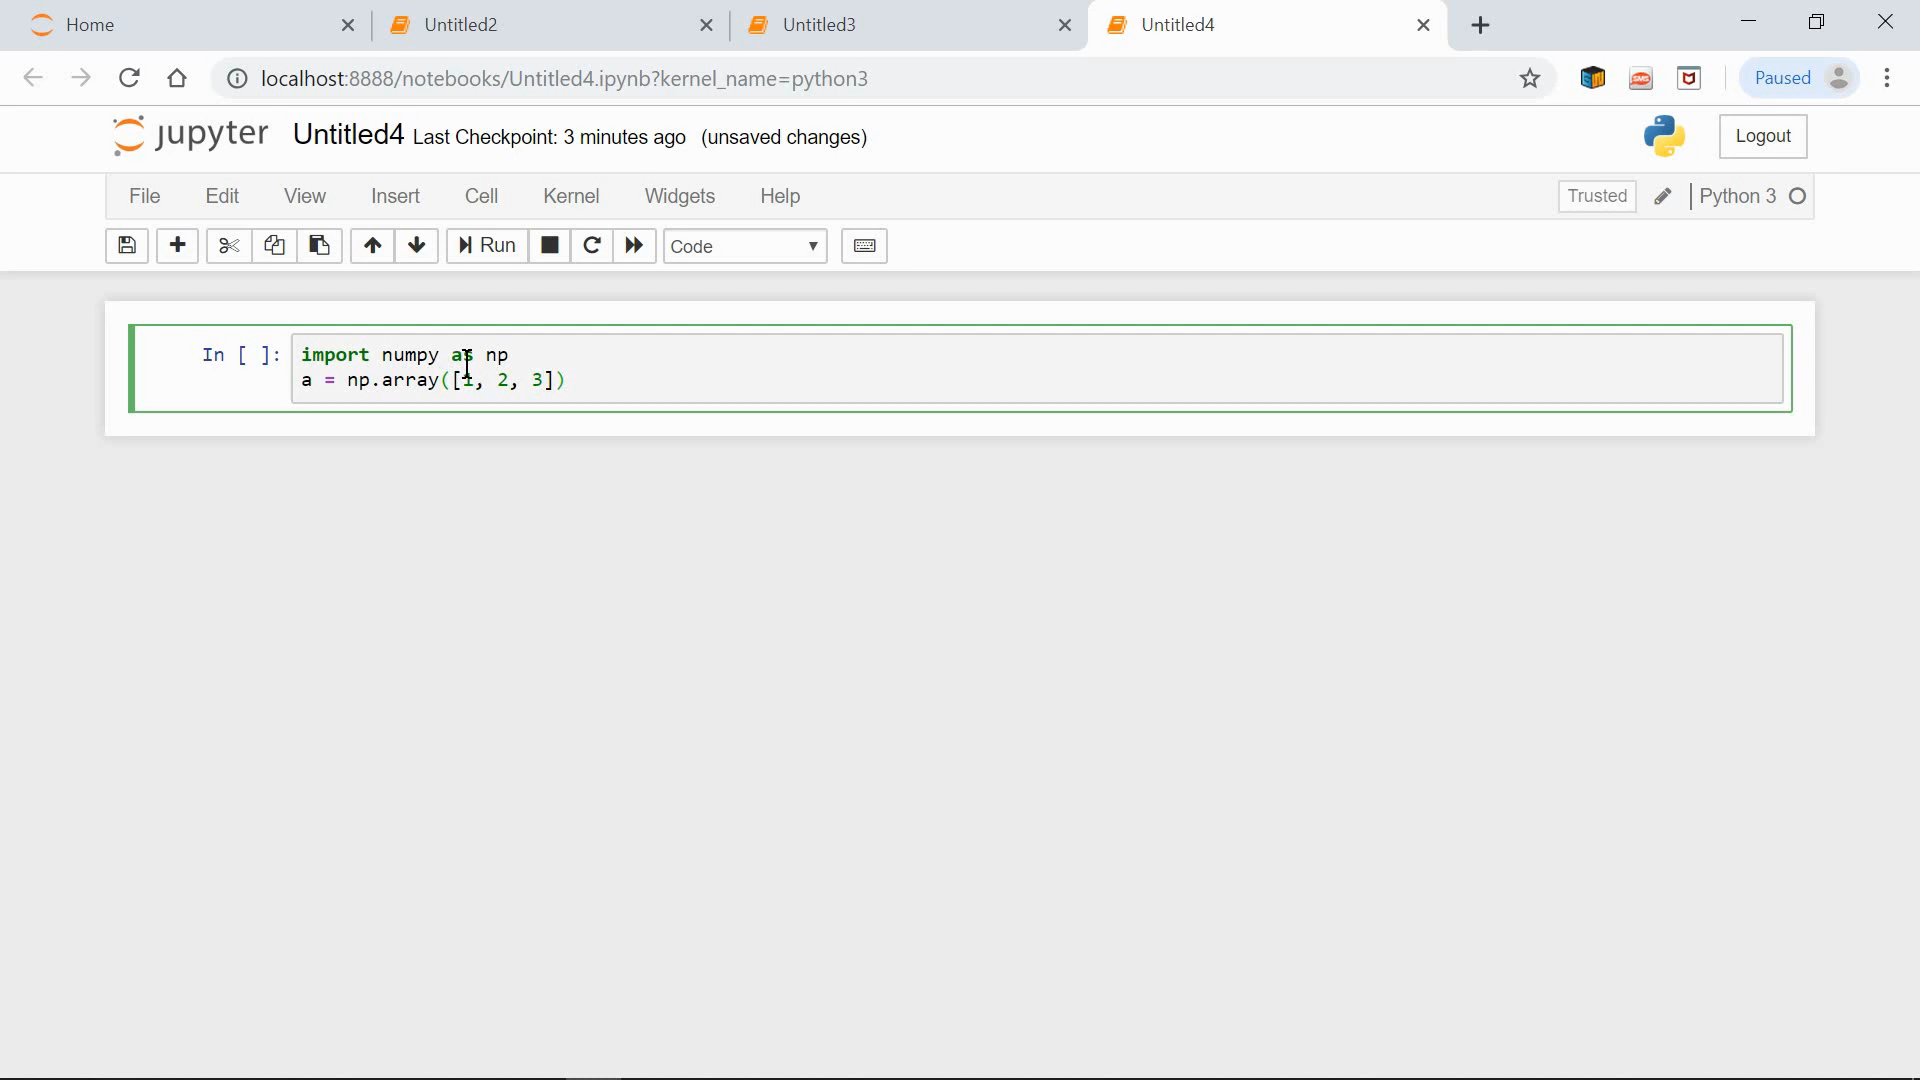 Home Untitled2 Untitled3 Untitled4
localhost:8888/notebooks/Untitled4.ipynb?kernel_name=python3 Paused
jupyter Untitled4 Last Checkpoint: 3 minutes ago (unsaved changes) Logout
File Edit View Insert Cell Kernel Widgets Help Trusted Python 3
Run Code
In [ ]: import numpy as np
a = np.array([1, 2, 3])